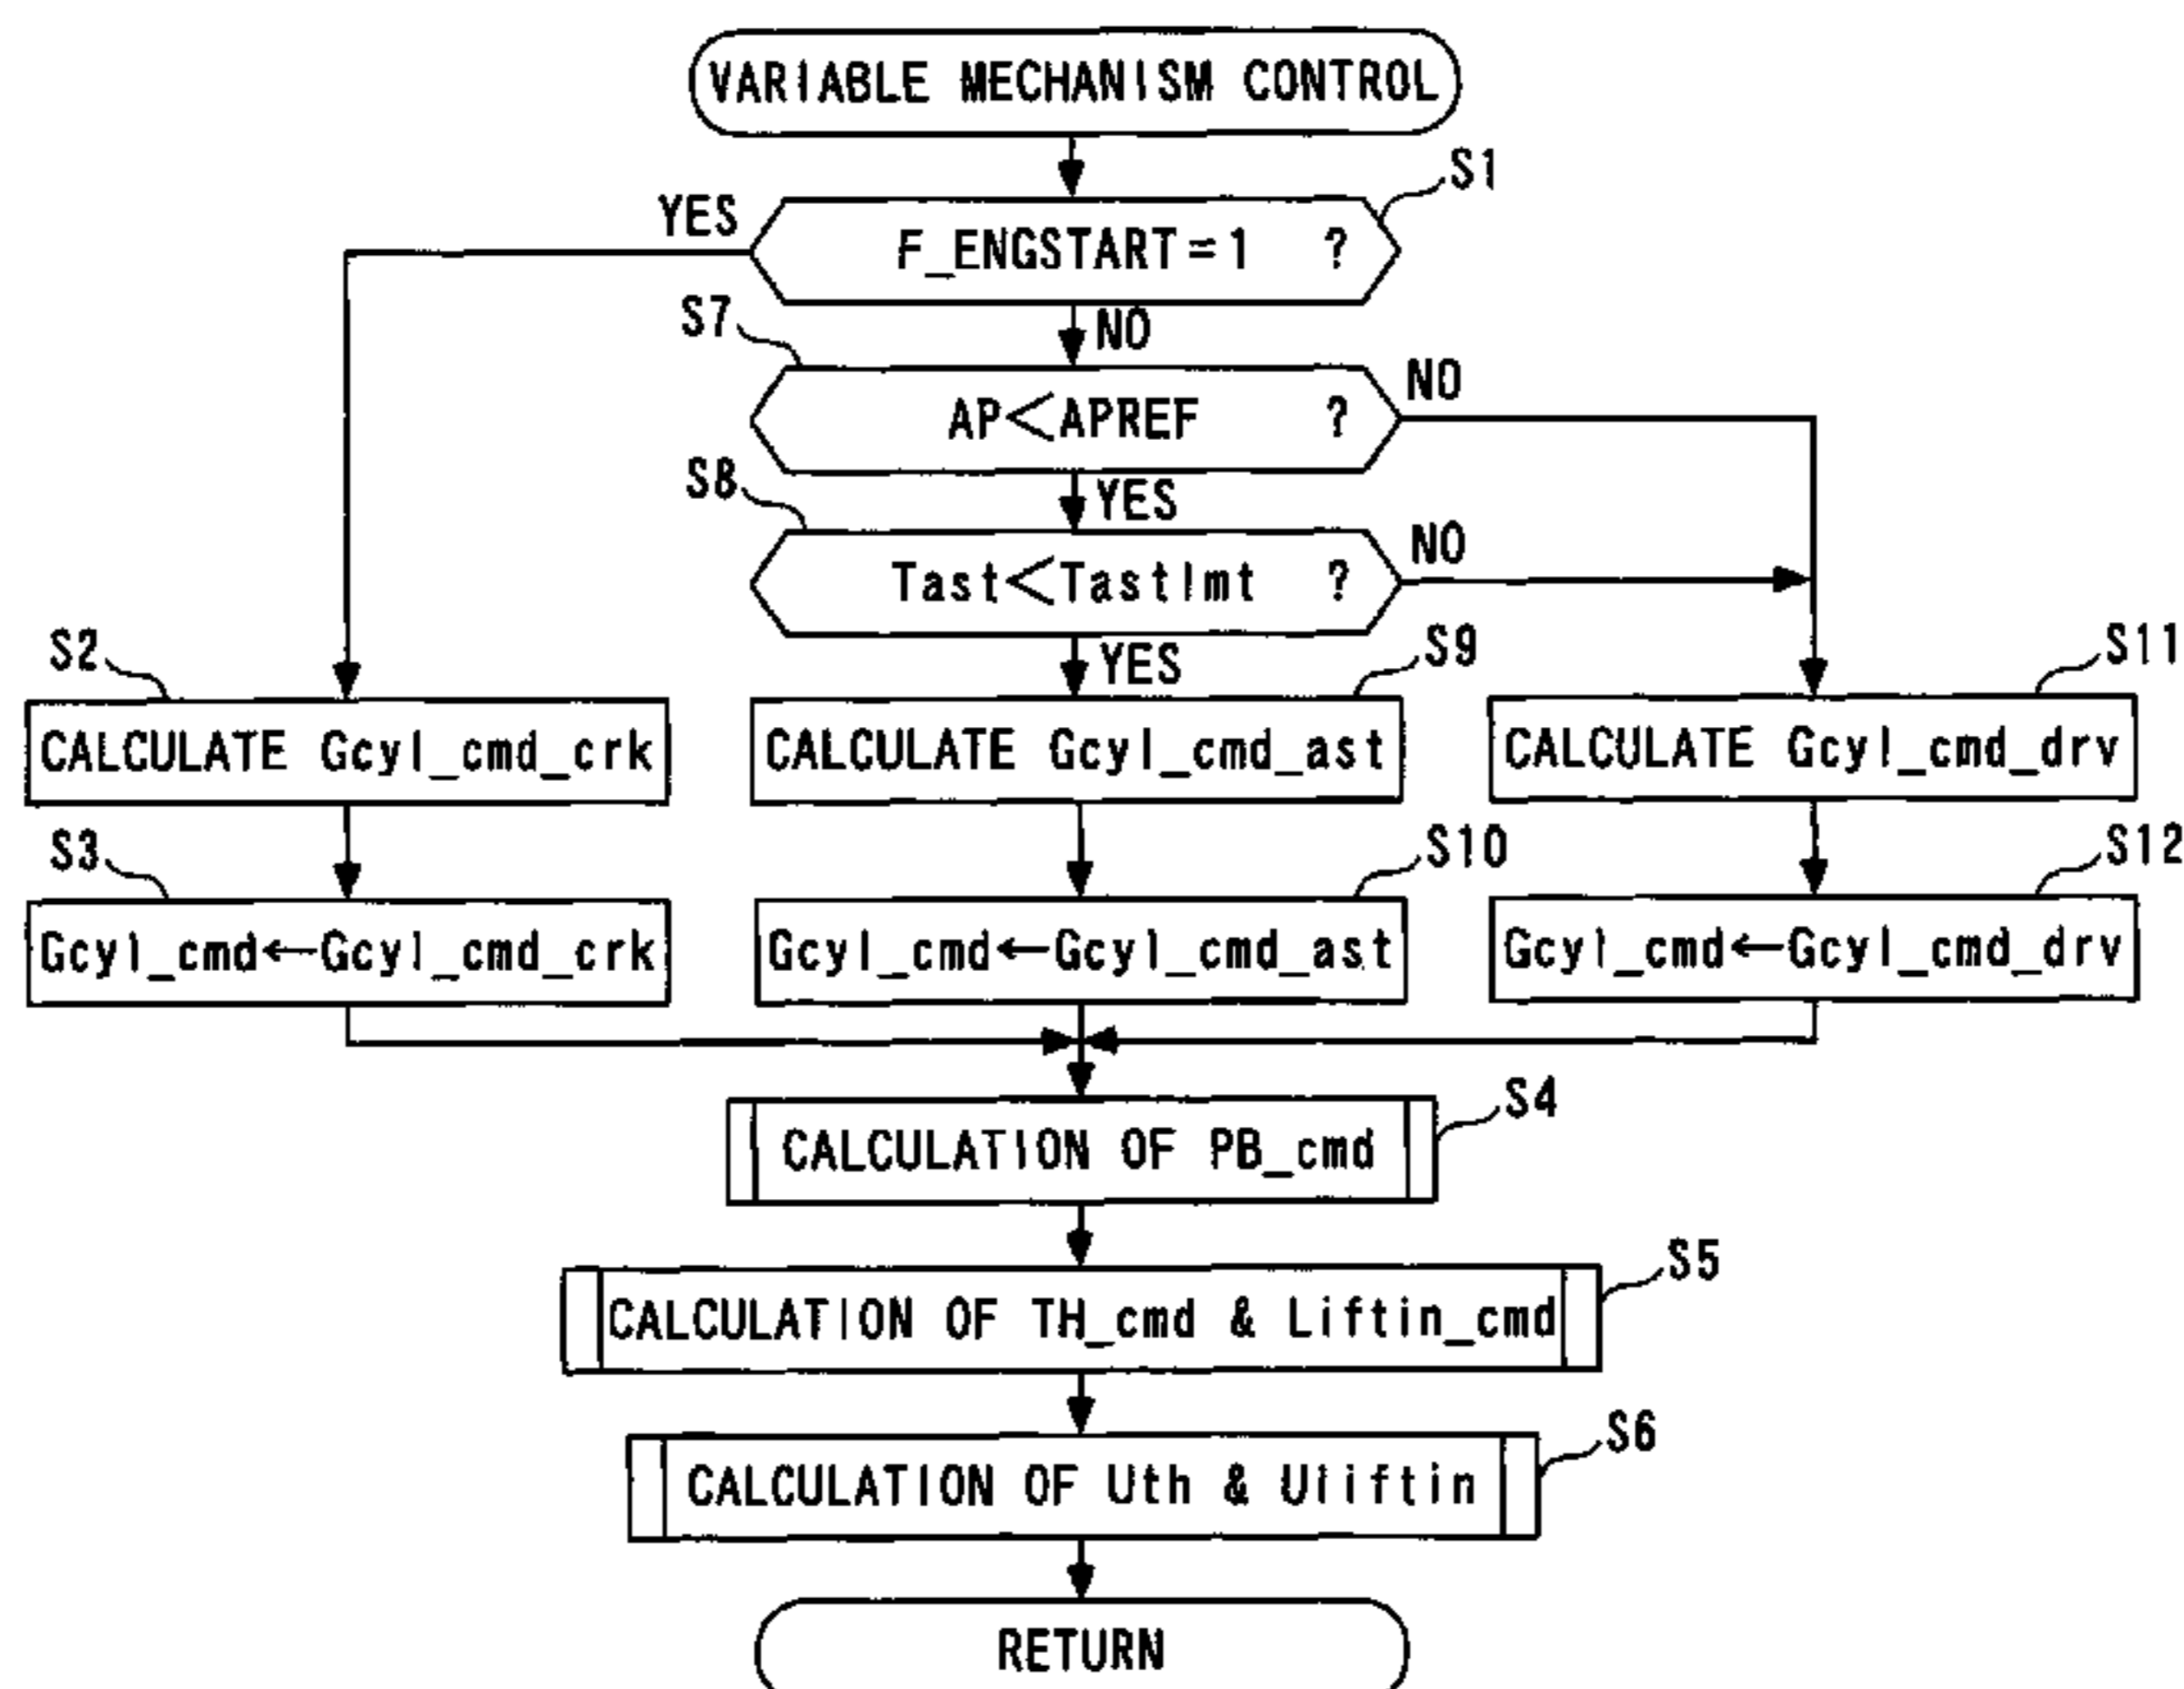 VARIABLE MECHANISM CONTROL
S1
YES
F_ENGSTART=1 ?
S7
NO
AP<APREF ?
NO
S8
YES
Tast<Tastlmt ?
NO
S2
YES
S9
S11
CALCULATE Gcyl_cmd_crk
CALCULATE Gcyl_cmd_ast
CALCULATE Gcyl_cmd_drv
S3
S10
S12
Gcyl_cmd←Gcyl_cmd_crk
Gcyl_cmd←Gcyl_cmd_ast
Gcyl_cmd←Gcyl_cmd_drv
S4
CALCULATION OF PB_cmd
S5
CALCULATION OF TH_cmd & Liftin_cmd
S6
CALCULATION OF Uth & Uliftin
RETURN